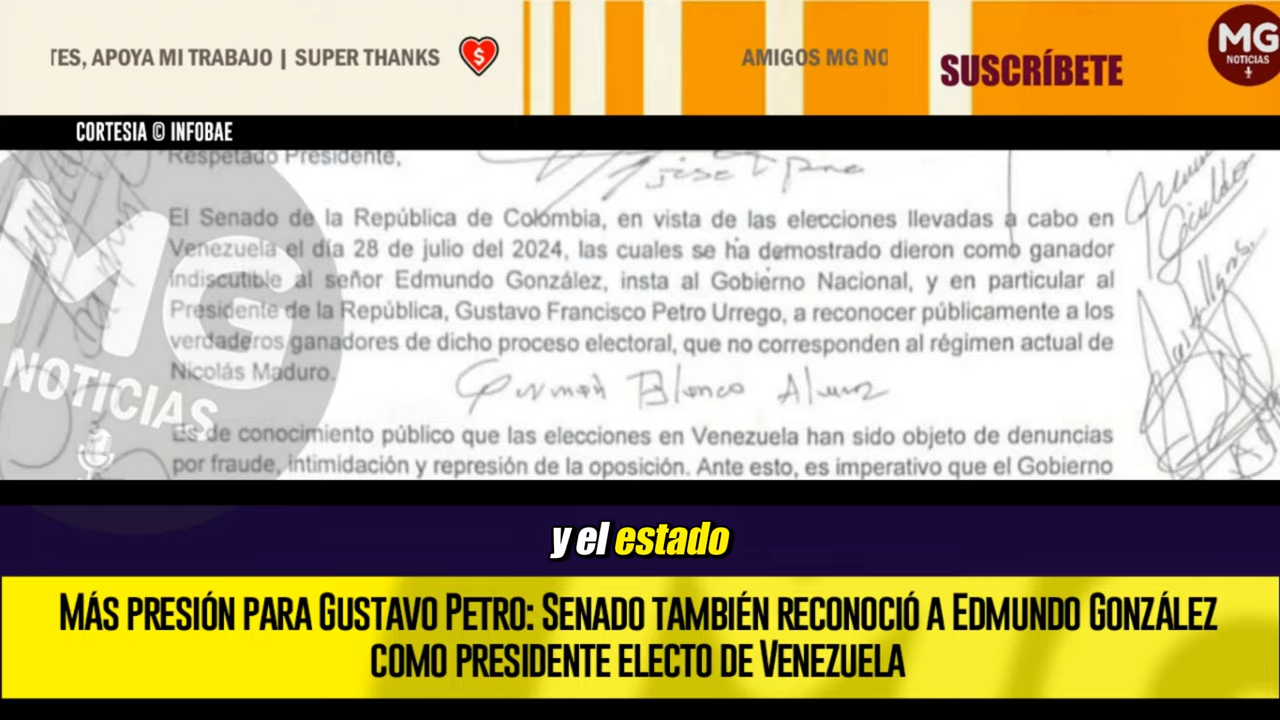 TES, APOYA MI TRABAJO | SUPER THANKS
AMIGOS MG NO
SUSCRÍBETE
MG
NOTICIAS
CORTESIA © INFOBAE
Respetado Presidente,
El Senado de la República de Colombia, en vista de las elecciones llevadas a cabo en
Venezuela el día 28 de julio del 2024, las cuales se ha demostrado dieron como ganador
indiscutible al señor Edmundo González, insta al Gobierno Nacional, y en particular al
Presidente de la República, Gustavo Francisco Petro Urrego, a reconocer públicamente a los
verdaderos ganadores de dicho proceso electoral, que no corresponden al régimen actual de
Nicolás Maduro.
Es de conocimiento público que las elecciones en Venezuela han sido objeto de denuncias
por fraude, intimidación y represión de la oposición. Ante esto, es imperativo que el Gobierno
MG
NOTICIAS
y el estado
MÁS PRESIÓN PARA GUSTAVO PETRO: SENADO TAMBIÉN RECONOCIÓ A EDMUNDO GONZÁLEZ
COMO PRESIDENTE ELECTO DE VENEZUELA